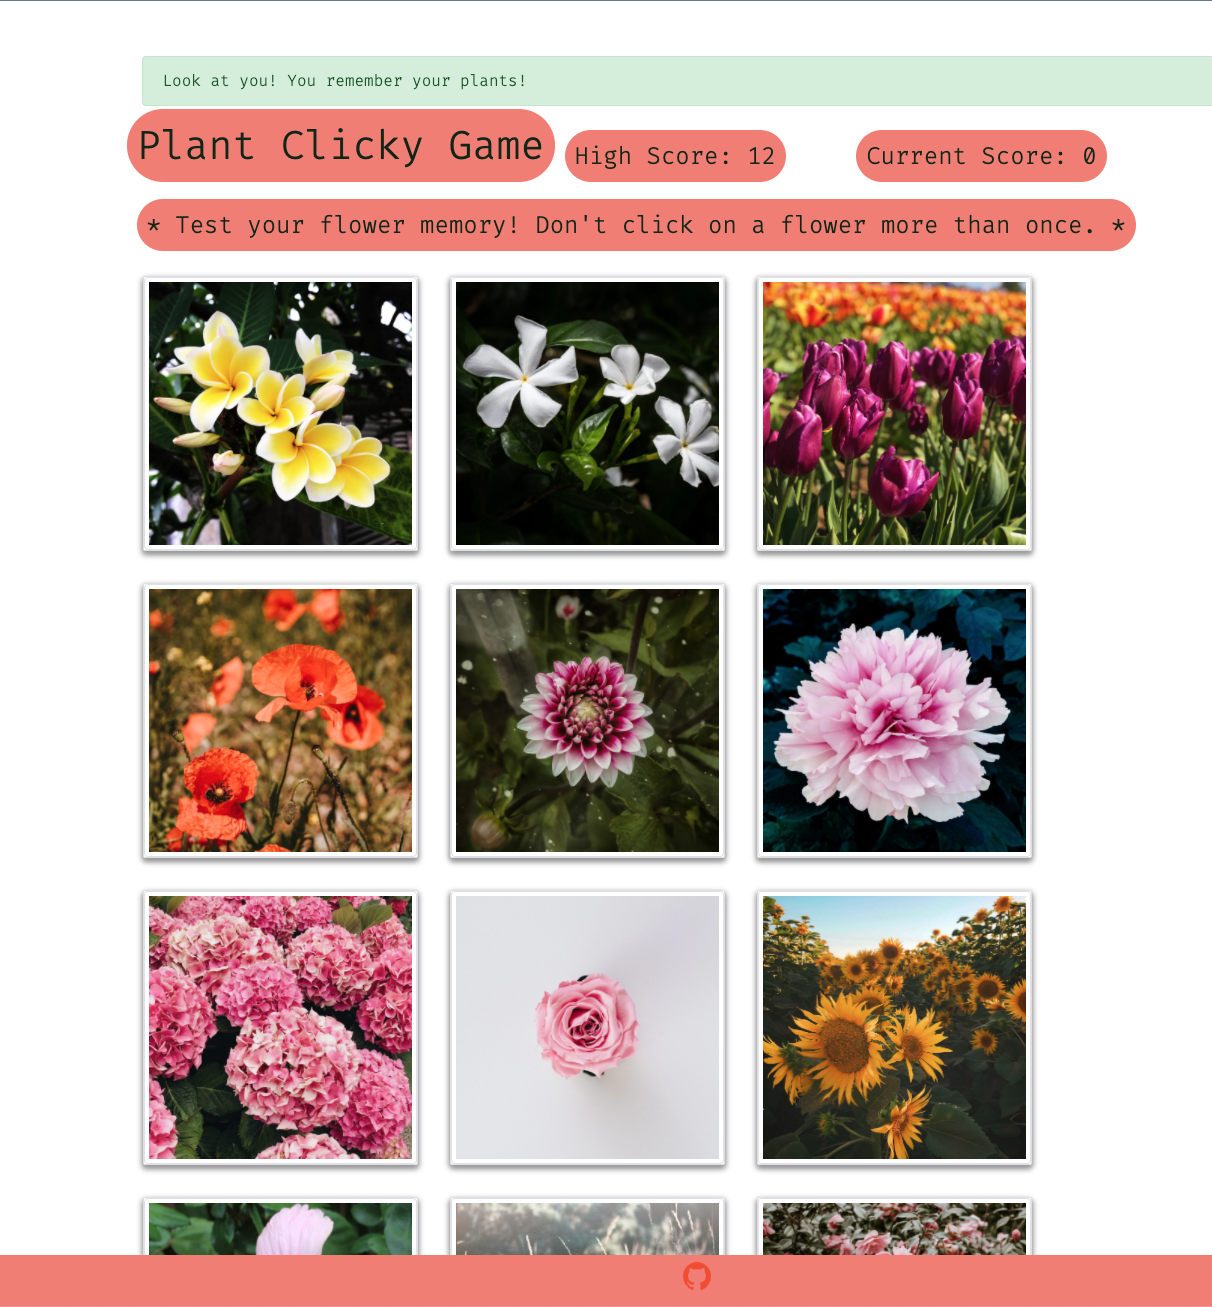 Look at you! You remember your plants!
Plant Clicky Game
High Score: 12
Current Score: 0
* Test your flower memory! Don't click on a flower more than once. *